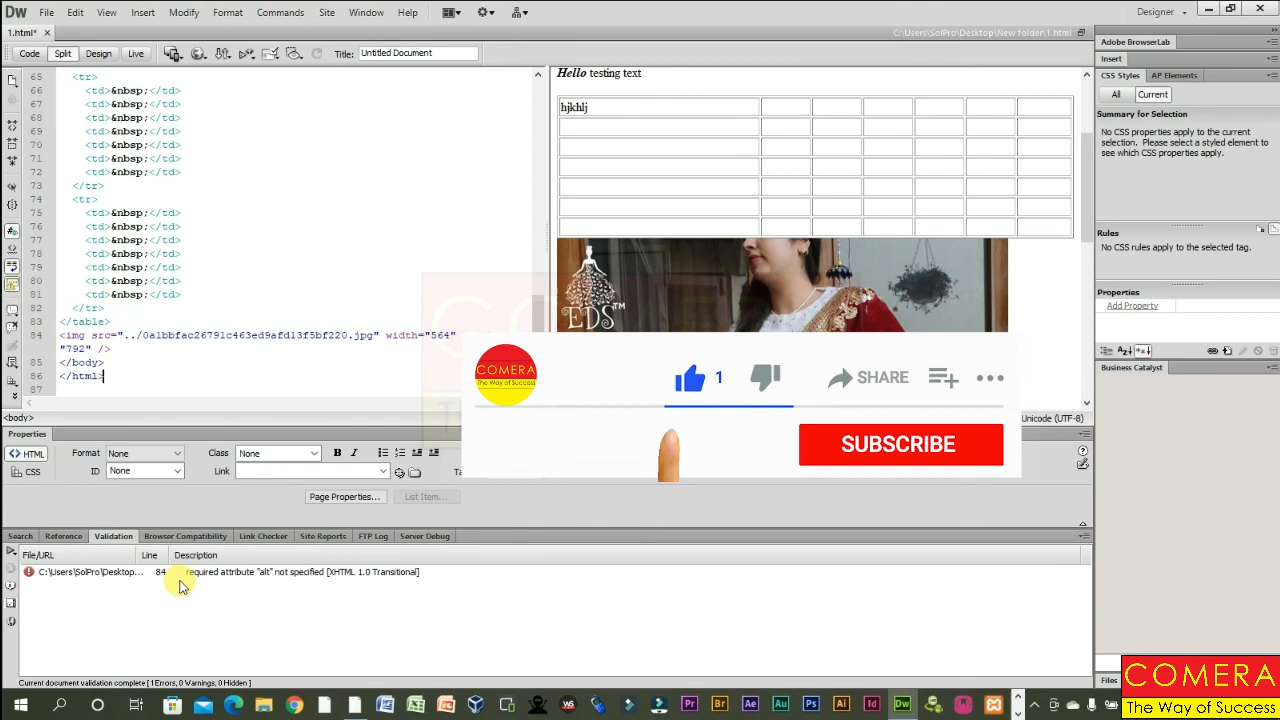 Dw File Edit View Insert Modify Format Commands Site Window Help Designer
1.html* C:\Users\SolPro\Desktop\New folder\1.html
Code Split Design Live Title: Untitled Document
65 <tr>
66 <td>&nbsp;</td>
67 <td>&nbsp;</td>
68 <td>&nbsp;</td>
69 <td>&nbsp;</td>
70 <td>&nbsp;</td>
71 <td>&nbsp;</td>
72 <td>&nbsp;</td>
73 </tr>
74 <tr>
75 <td>&nbsp;</td>
76 <td>&nbsp;</td>
77 <td>&nbsp;</td>
78 <td>&nbsp;</td>
79 <td>&nbsp;</td>
80 <td>&nbsp;</td>
81 <td>&nbsp;</td>
82 </tr>
83 </table>
84 <img src="../0a1bbfac26791c463ed9afd13f5bf220.jpg" width="564"
"792" />
85 </body>
86 </html>
87
Hello testing text
hjkhlj
EDS™
Adobe BrowserLab
Insert
CSS Styles AP Elements
All Current
Summary for Selection
No CSS properties apply to the current
selection. Please select a styled element to
see which CSS properties apply.
Rules
No CSS rules apply to the selected tag.
Properties
Add Property
Business Catalyst
Files
COMERA
The Way of Success
1 SHARE
SUBSCRIBE
<body> Unicode (UTF-8)
Properties
HTML Format None Class None B I
CSS ID None Link
Page Properties... List Item...
Search Reference Validation Browser Compatibility Link Checker Site Reports FTP Log Server Debug
File/URL Line Description
C:\Users\SolPro\Desktop... 84 required attribute "alt" not specified [XHTML 1.0 Transitional]
Current document validation complete [ 1Errors, 0 Warnings, 0 Hidden ]
Pr Br Ae Au Ps Ai Id Dw
COMERA
The Way of Success